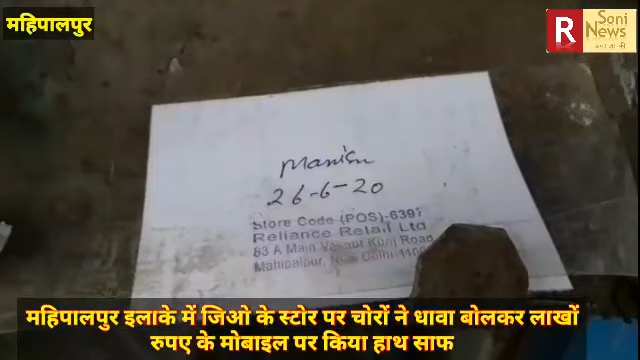 महिपालपुर
R Soni
News
Manish
26-6-20
Store Code (POS)-6397
Reliance Retail Ltd
83 A Main Vasant Kunj Road
Mahipalpur, New Delhi
महिपालपुर इलाके में जिओ के स्टोर पर चोरों ने धावा बोलकर लाखों
रुपए के मोबाइल पर किया हाथ साफ